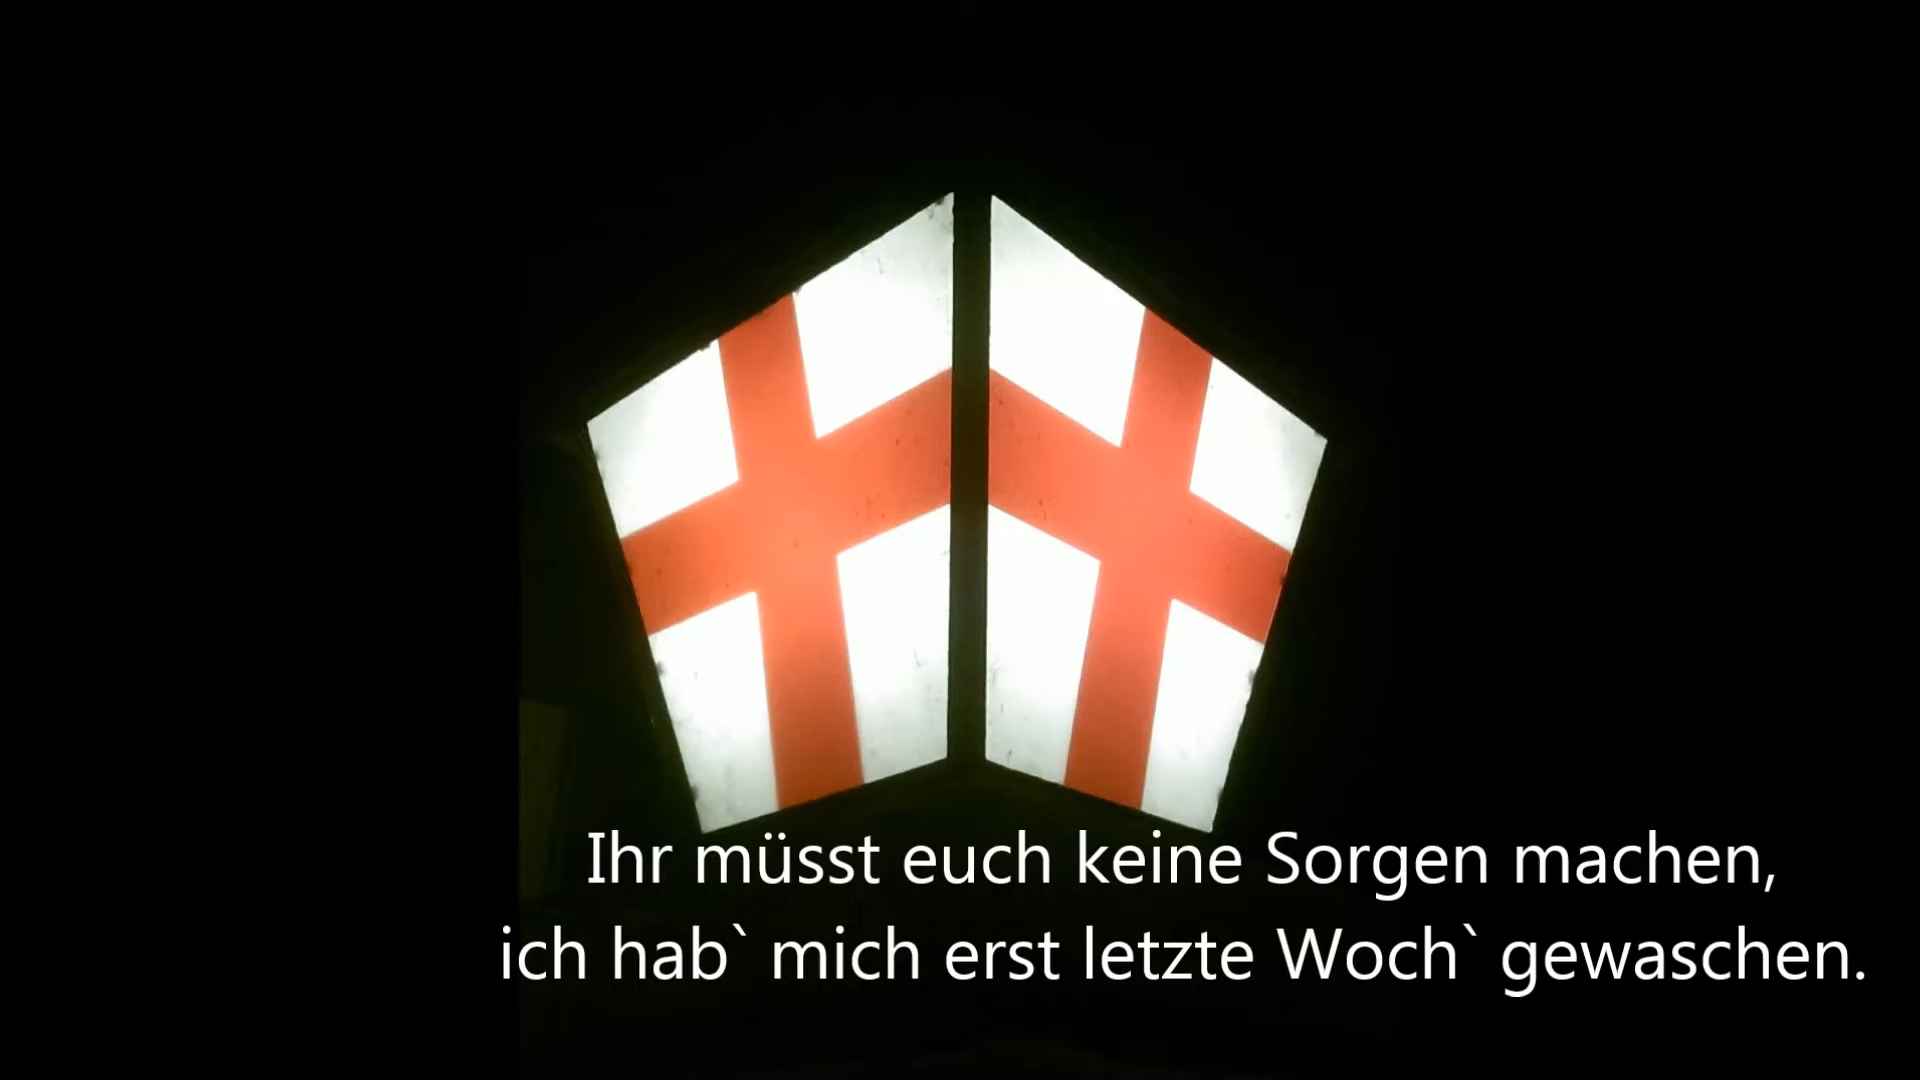 Ihr müsst euch keine Sorgen machen,
ich hab` mich erst letzte Woch` gewaschen.